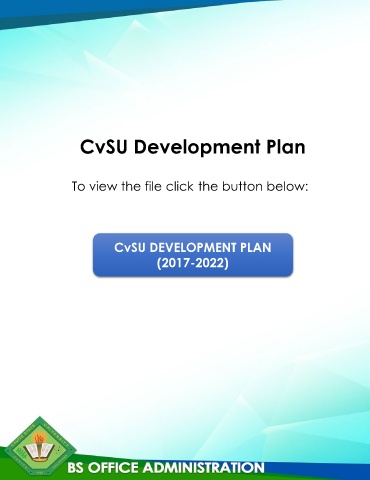 CvSU Development Plan
To view the file click the button below:
CvSU DEVELOPMENT PLAN
(2017-2022)
BS OFFICE ADMINISTRATION